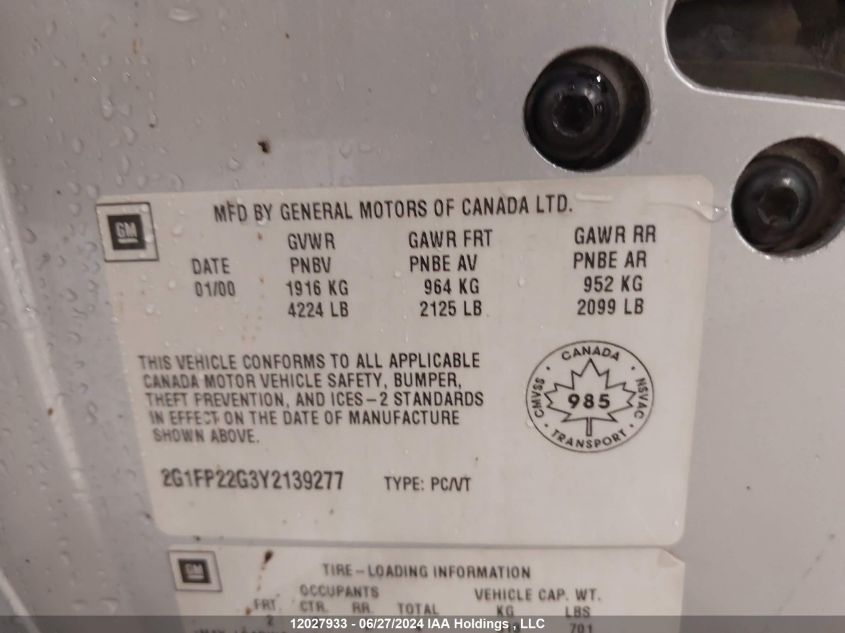 MFD BY GENERAL MOTORS OF CANADA LTD.
GM
GVWR GAWR FRT GAWR RR
DATE PNBV PNBE AV PNBE AR
01/00 1916 KG 964 KG 952 KG
4224 LB 2125 LB 2099 LB
THIS VEHICLE CONFORMS TO ALL APPLICABLE
CANADA MOTOR VEHICLE SAFETY, BUMPER,
THEFT PREVENTION, AND ICES-2 STANDARDS
IN EFFECT ON THE DATE OF MANUFACTURE
SHOWN ABOVE.
CANADA
CMVSS 985 NSVAC
TRANSPORT
2G1FP22G3Y2139277 TYPE: PC/VT
GM
TIRE-LOADING INFORMATION
OCCUPANTS VEHICLE CAP. WT.
FRT. CTR. RR. TOTAL KG LBS
2 701
12027933 - 06/27/2024 IAA Holdings, LLC